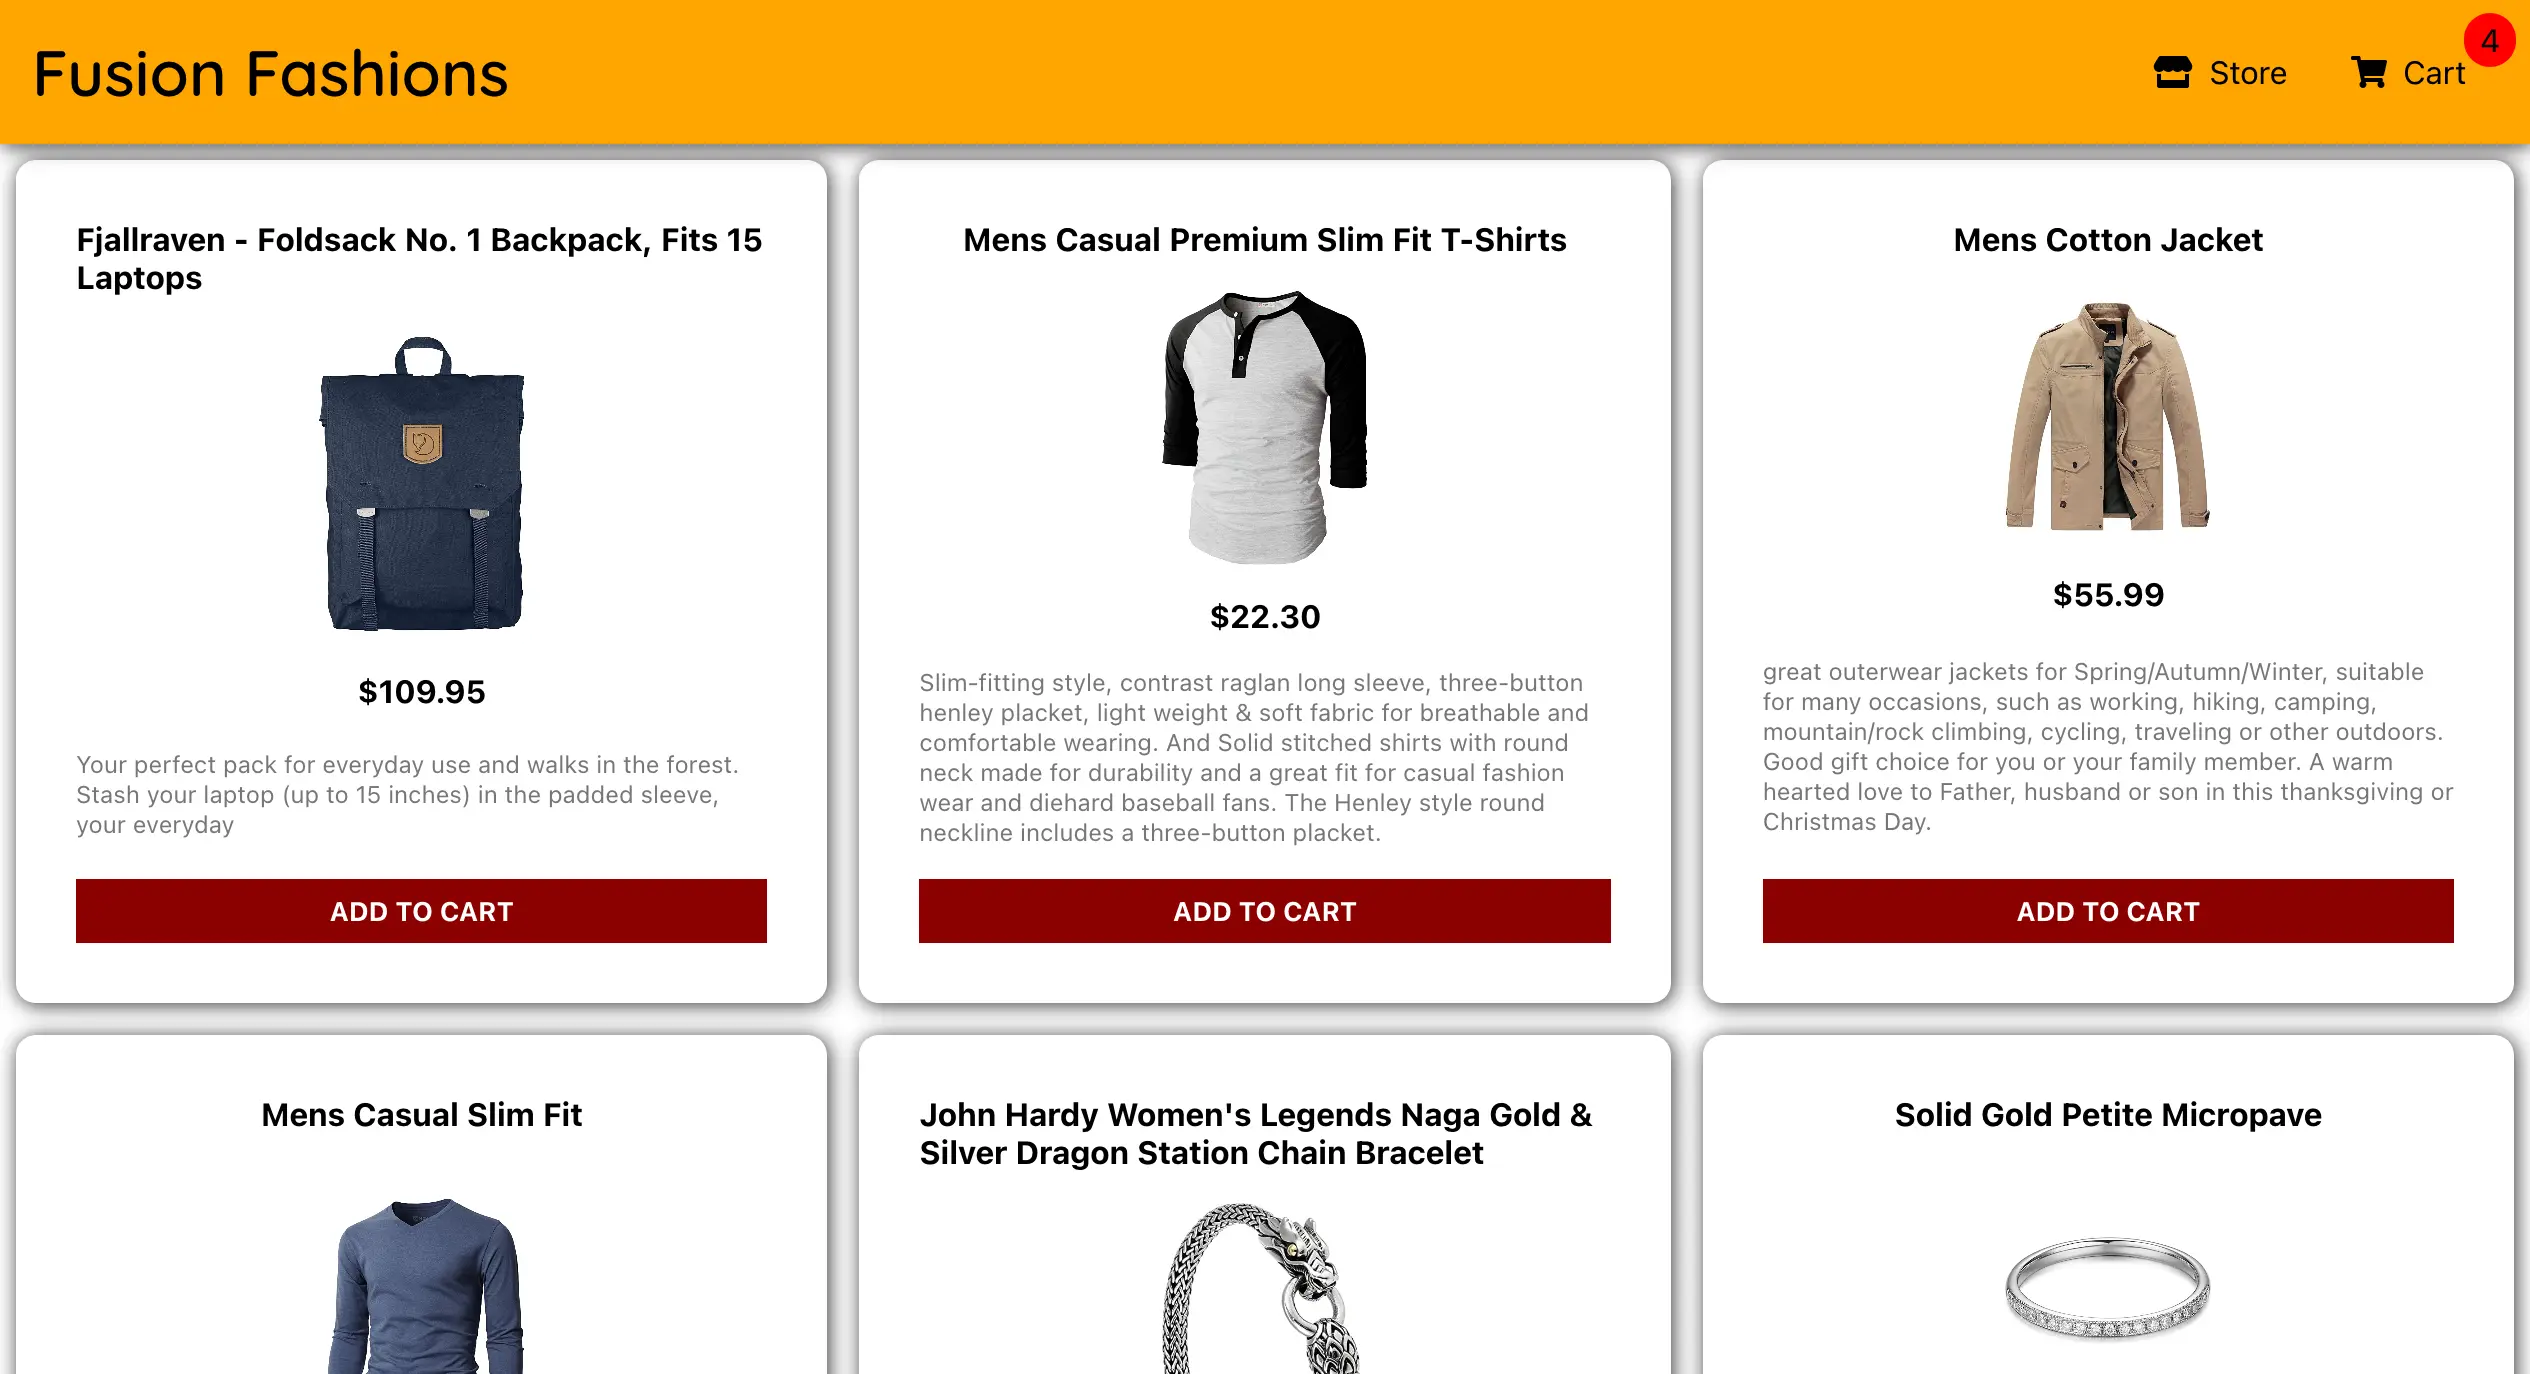 Fusion Fashions
Store
Cart
4
Fjallraven - Foldsack No. 1 Backpack, Fits 15
Laptops
$109.95
Your perfect pack for everyday use and walks in the forest.
Stash your laptop (up to 15 inches) in the padded sleeve,
your everyday
ADD TO CART
Mens Casual Premium Slim Fit T-Shirts
$22.30
Slim-fitting style, contrast raglan long sleeve, three-button
henley placket, light weight & soft fabric for breathable and
comfortable wearing. And Solid stitched shirts with round
neck made for durability and a great fit for casual fashion
wear and diehard baseball fans. The Henley style round
neckline includes a three-button placket.
ADD TO CART
Mens Cotton Jacket
$55.99
great outerwear jackets for Spring/Autumn/Winter, suitable
for many occasions, such as working, hiking, camping,
mountain/rock climbing, cycling, traveling or other outdoors.
Good gift choice for you or your family member. A warm
hearted love to Father, husband or son in this thanksgiving or
Christmas Day.
ADD TO CART
Mens Casual Slim Fit
John Hardy Women's Legends Naga Gold &
Silver Dragon Station Chain Bracelet
Solid Gold Petite Micropave